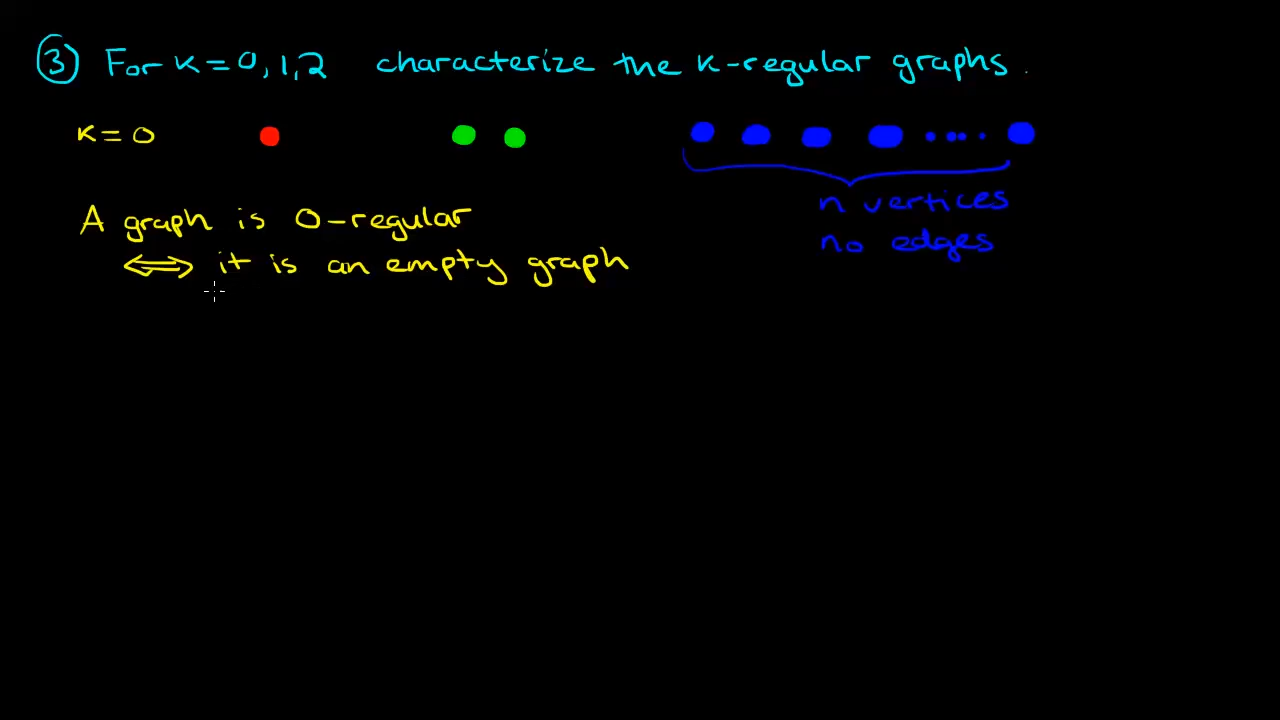 ③ For k=0,1,2 characterize the k-regular graphs.
k=0
n vertices
A graph is 0-regular
no edges
⟺ it is an empty graph